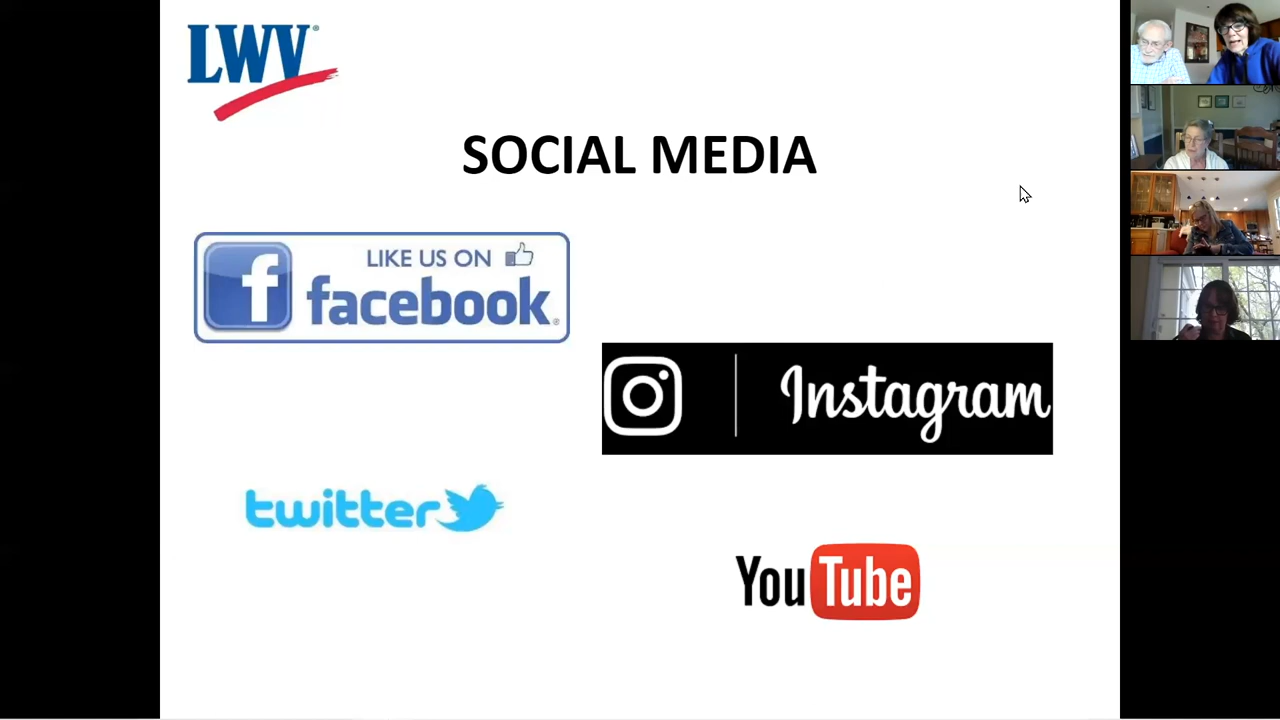 LWV®
SOCIAL MEDIA
f
LIKE US ON
facebook®
Instagram
twitter
YouTube